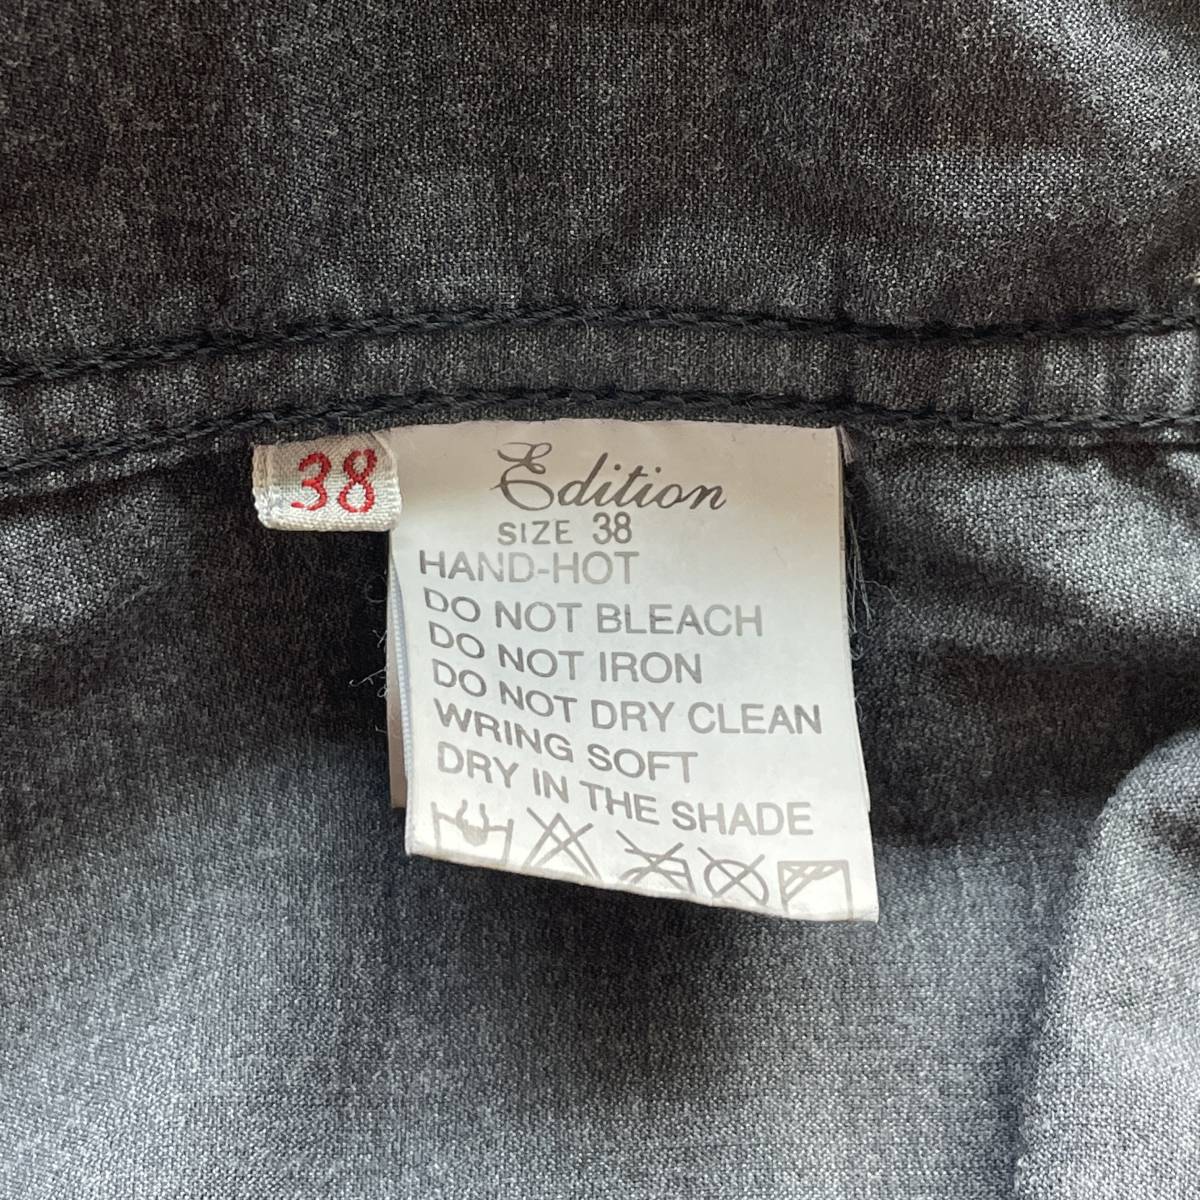 38
Edition
SIZE 38
HAND-HOT
DO NOT BLEACH
DO NOT IRON
DO NOT DRY CLEAN
WRING SOFT
DRY IN THE SHADE